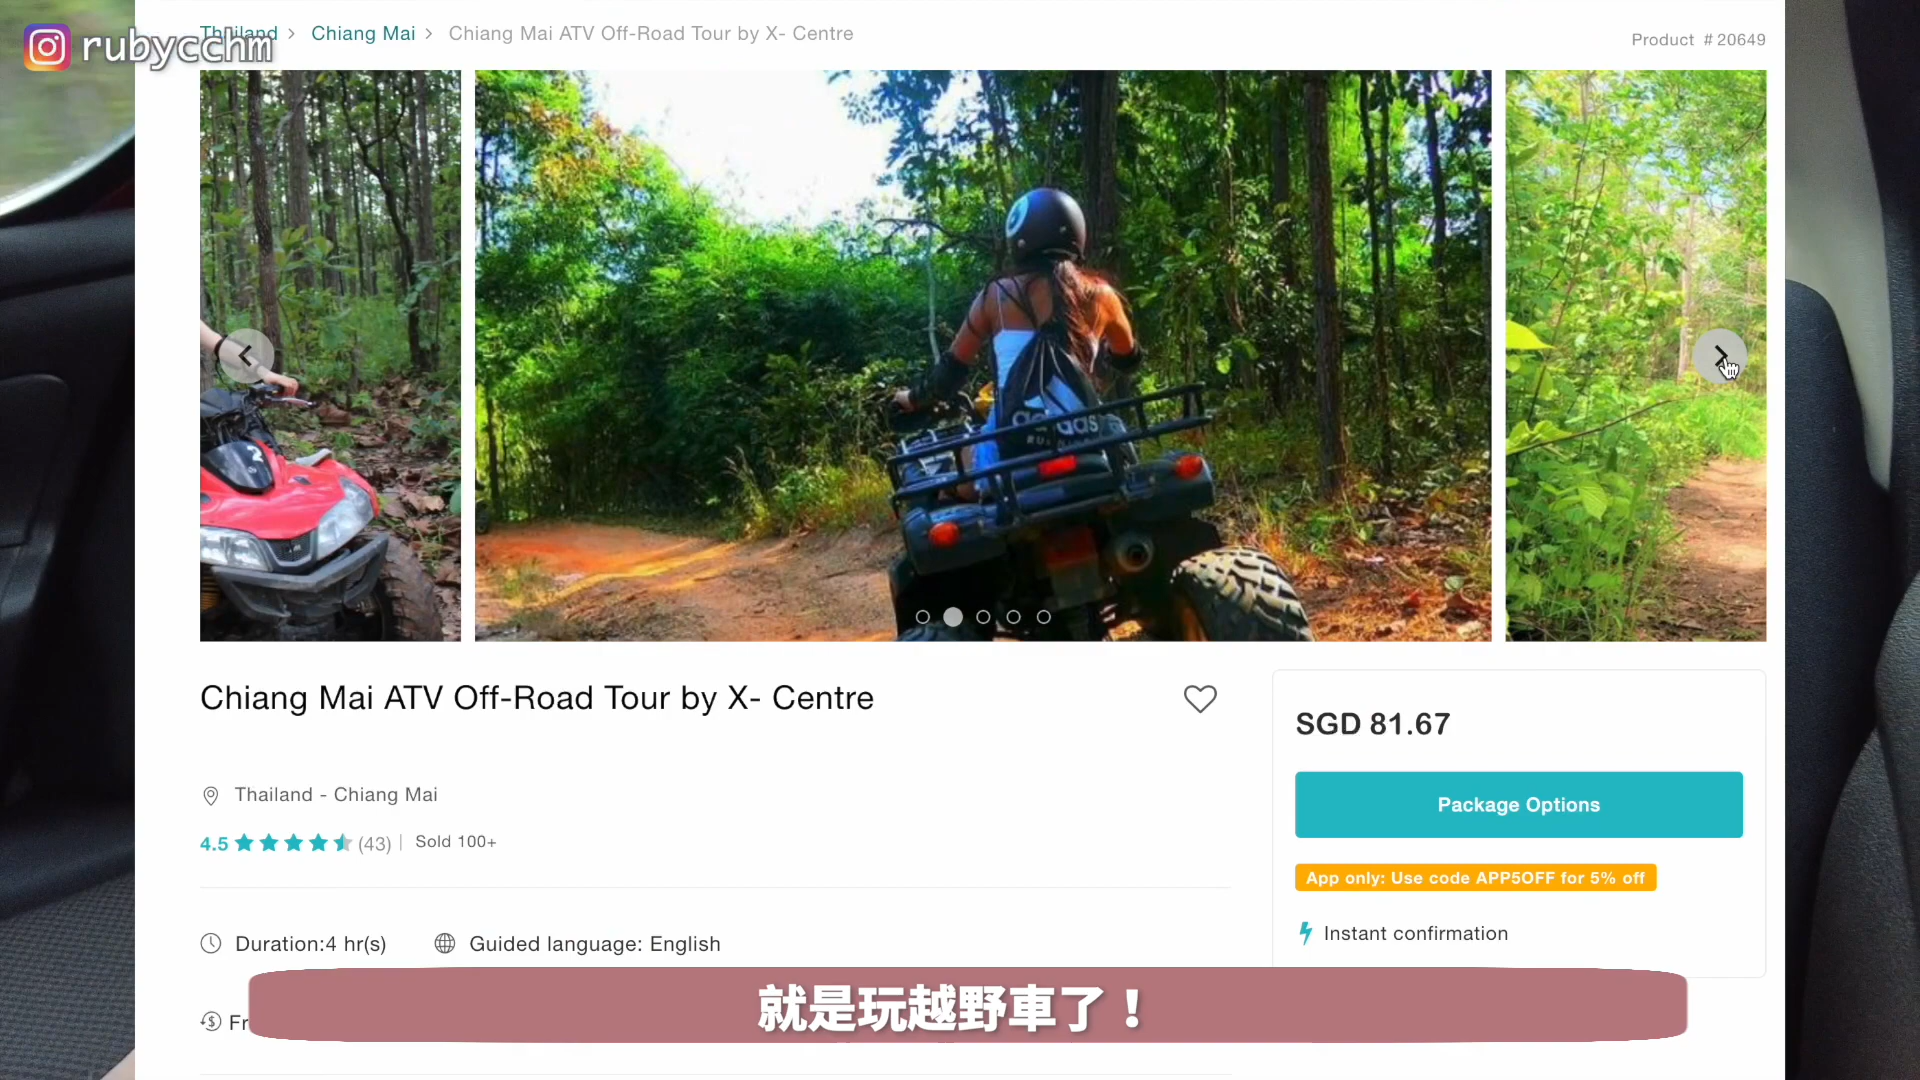 rubycchm
Thailand > Chiang Mai > Chiang Mai ATV Off-Road Tour by X- Centre
Product #20649
2
adidas
Chiang Mai ATV Off-Road Tour by X- Centre
SGD 81.67
Package Options
Thailand - Chiang Mai
4.5 (43) | Sold 100+
App only: Use code APP5OFF for 5% off
Instant confirmation
Duration:4 hr(s)
Guided language: English
Fr
就是玩越野車了！